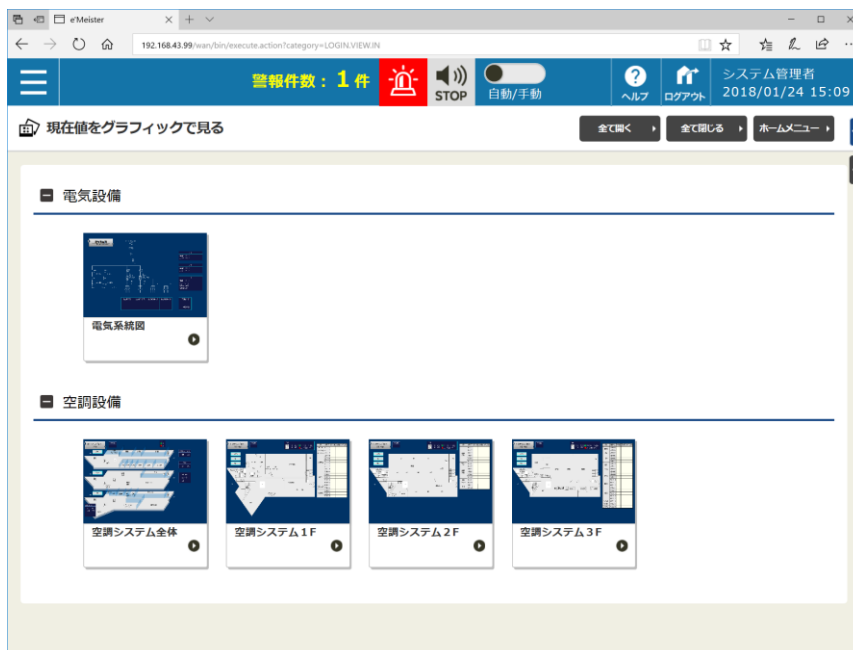 e'Meister
192.168.43.99/wan/bin/execute.action?category=LOGIN.VIEW.IN
警報件数： 1 件
STOP
自動/手動
ヘルプ
ログアウト
システム管理者
2018/01/24 15:09
現在値をグラフィックで見る
全て開く
全て閉じる
ホームメニュー
電気設備
電気系統図
空調設備
空調システム全体
空調システム1F
空調システム2F
空調システム3F